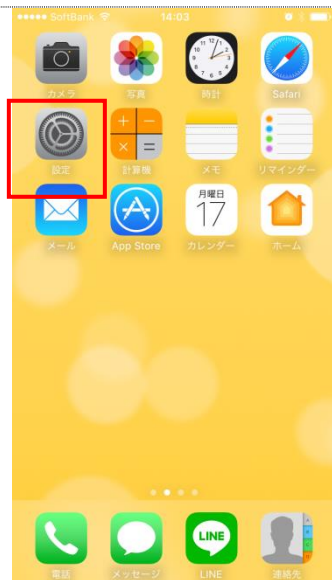 ●●●●● SoftBank 14:03
カメラ 写真 時計 Safari
設定 計算機 メモ リマインダー
月曜日
17
メール App Store カレンダー ホーム
LINE
電話 メッセージ LINE 連絡先